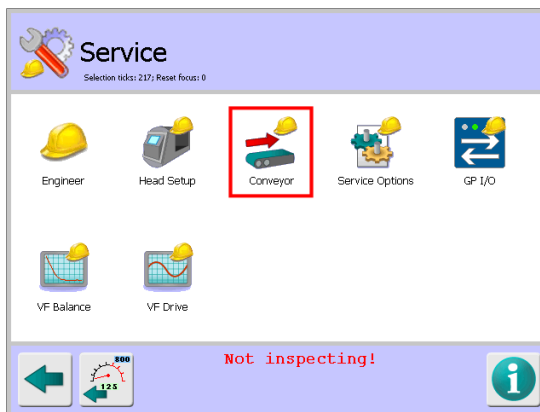 Service
Selection ticks: 217; Reset focus: 0
Engineer
Head Setup
Conveyor
Service Options
GP I/O
VF Balance
VF Drive
800
125
Not inspecting!
i